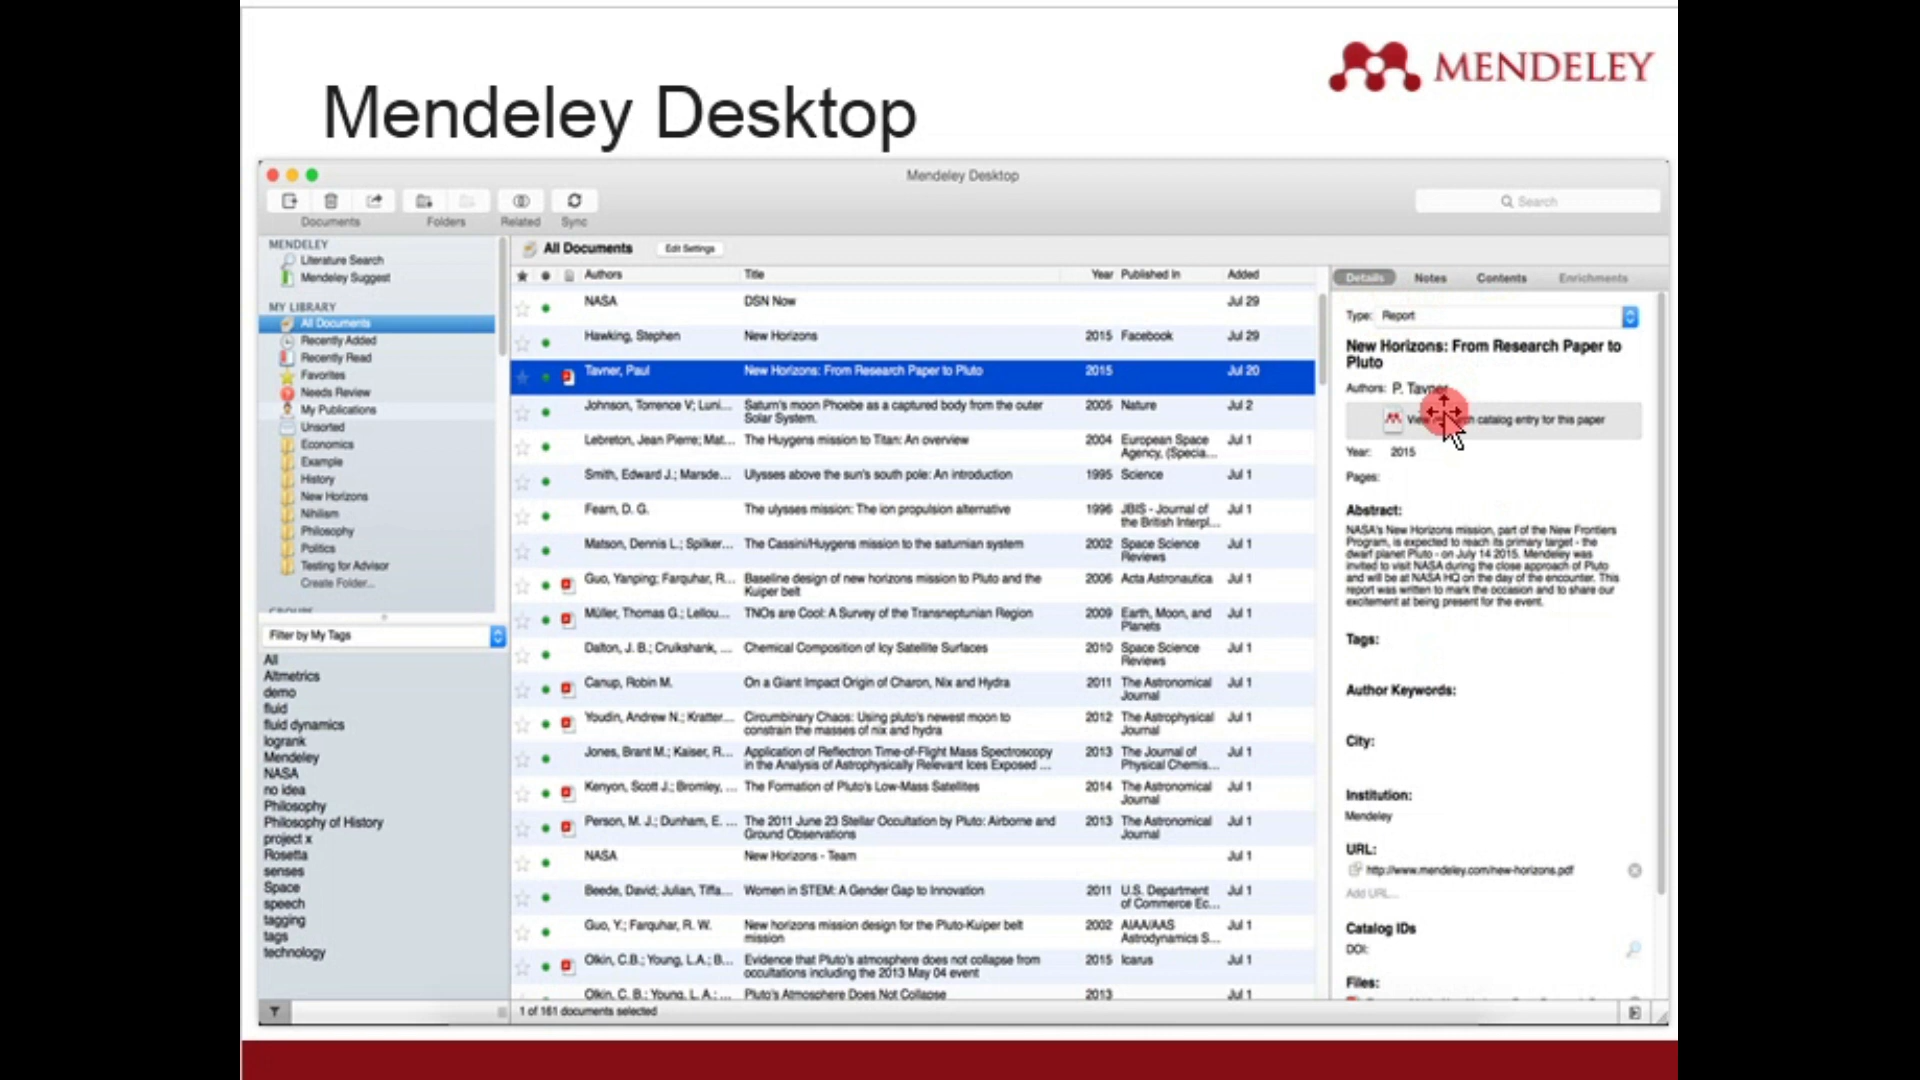 MENDELEY
Mendeley Desktop
Mendeley Desktop
Documents Folders Related Sync
Search
MENDELEY
Literature Search
Mendeley Suggest
MY LIBRARY
All Documents
Recently Added
Recently Read
Favorites
Needs Review
My Publications
Unsorted
Economics
Example
History
New Horizons
Nihilism
Philosophy
Politics
Testing for Advisor
Create Folder...
Filter by My Tags
All
Altmetrics
demo
fluid
fluid dynamics
logrank
Mendeley
NASA
no idea
Philosophy
Philosophy of History
project x
Rosetta
senses
Space
speech
tagging
tags
technology
All Documents Edit Settings
Authors Title Year Published In Added
NASA DSN Now Jul 29
Hawking, Stephen New Horizons 2015 Facebook Jul 29
Tavner, Paul New Horizons: From Research Paper to Pluto 2015 Jul 20
Johnson, Torrence V; Luni... Saturn's moon Phoebe as a captured body from the outer 2005 Nature Jul 2
Solar System.
Lebreton, Jean Pierre; Mat... The Huygens mission to Titan: An overview 2004 European Space Jul 1
Agency, (Specia...
Smith, Edward J.; Marsde... Ulysses above the sun's south pole: An introduction 1995 Science Jul 1
Fearn, D. G. The ulysses mission: The ion propulsion alternative 1996 JBIS - Journal of Jul 1
the British Interpl...
Matson, Dennis L.; Spilker... The Cassini/Huygens mission to the saturnian system 2002 Space Science Jul 1
Reviews
Guo, Yanping; Farquhar, R... Baseline design of new horizons mission to Pluto and the 2006 Acta Astronautica Jul 1
Kuiper belt
Müller, Thomas G.; Lellou... TNOs are Cool: A Survey of the Transneptunian Region 2009 Earth, Moon, and Jul 1
Planets
Dalton, J. B.; Cruikshank, ... Chemical Composition of Icy Satellite Surfaces 2010 Space Science Jul 1
Reviews
Canup, Robin M. On a Giant Impact Origin of Charon, Nix and Hydra 2011 The Astronomical Jul 1
Journal
Youdin, Andrew N.; Kratter... Circumbinary Chaos: Using pluto's newest moon to 2012 The Astrophysical Jul 1
constrain the masses of nix and hydra Journal
Jones, Brant M.; Kaiser, R... Application of Reflectron Time-of-Flight Mass Spectroscopy 2013 The Journal of Jul 1
in the Analysis of Astrophysically Relevant Ices Exposed ... Physical Chemis...
Kenyon, Scott J.; Bromley, ... The Formation of Pluto's Low-Mass Satellites 2014 The Astronomical Jul 1
Journal
Person, M. J.; Dunham, E. ... The 2011 June 23 Stellar Occultation by Pluto: Airborne and 2013 The Astronomical Jul 1
Ground Observations Journal
NASA New Horizons - Team Jul 1
Beede, David; Julian, Tiffa... Women in STEM: A Gender Gap to Innovation 2011 U.S. Department Jul 1
of Commerce Ec...
Guo, Y.; Farquhar, R. W. New horizons mission design for the Pluto-Kuiper belt 2002 AIAA/AAS Jul 1
mission Astrodynamics S...
Olkin, C.B.; Young, L.A.; B... Evidence that Pluto's atmosphere does not collapse from 2015 Icarus Jul 1
occultations including the 2013 May 04 event
Olkin, C. B.; Young, L. A.; ... Pluto's Atmosphere Does Not Collapse 2013 Jul 1
1 of 161 documents selected
Details Notes Contents Enrichments
Type: Report
New Horizons: From Research Paper to
Pluto
Authors: P. Tavner
catalog entry for this paper
Year: 2015
Pages:
Abstract:
NASA's New Horizons mission, part of the New Frontiers
Program, is expected to reach its primary target - the
dwarf planet Pluto - on July 14 2015. Mendeley was
invited to visit NASA during the close approach of Pluto
and will be at NASA HQ on the day of the encounter. This
report was written to mark the occasion and to share our
excitement at being present for the event.
Tags:
Author Keywords:
City:
Institution:
Mendeley
URL:
http://www.mendeley.com/new-horizons.pdf
Add URL...
Catalog IDs
DOI:
Files: